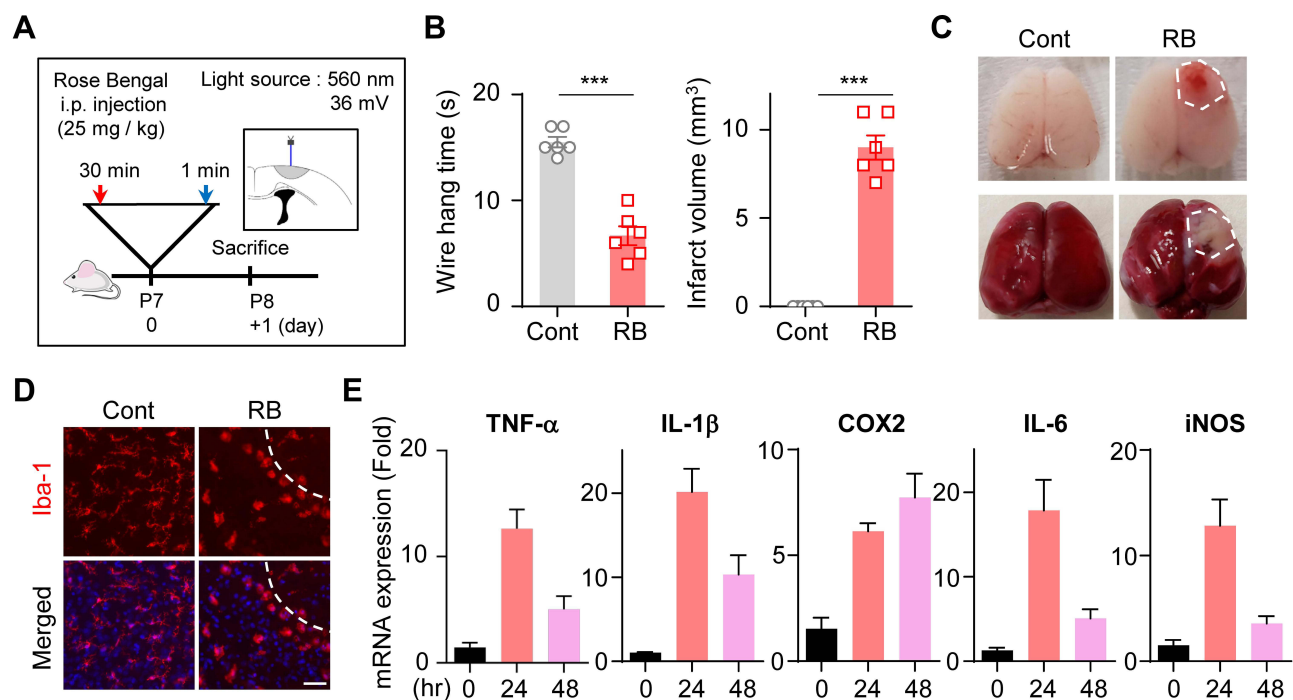 A
Rose Bengal
i.p. injection
(25 mg / kg)
Light source : 560 nm
36 mV
30 min
1 min
Sacrifice
P7
P8
0
+1 (day)
B
Wire hang time (s)
20
10
0
***
Cont
RB
Infarct volume (mm³)
10
5
0
***
Cont
RB
C
Cont
RB
D
Cont
RB
Iba-1
Merged
E
mRNA expression (Fold)
TNF-α
20
10
0
(hr)
0 24 48
IL-1β
20
10
0
0 24 48
COX2
10
5
0
0 24 48
IL-6
20
10
0
0 24 48
iNOS
20
10
0
0 24 48